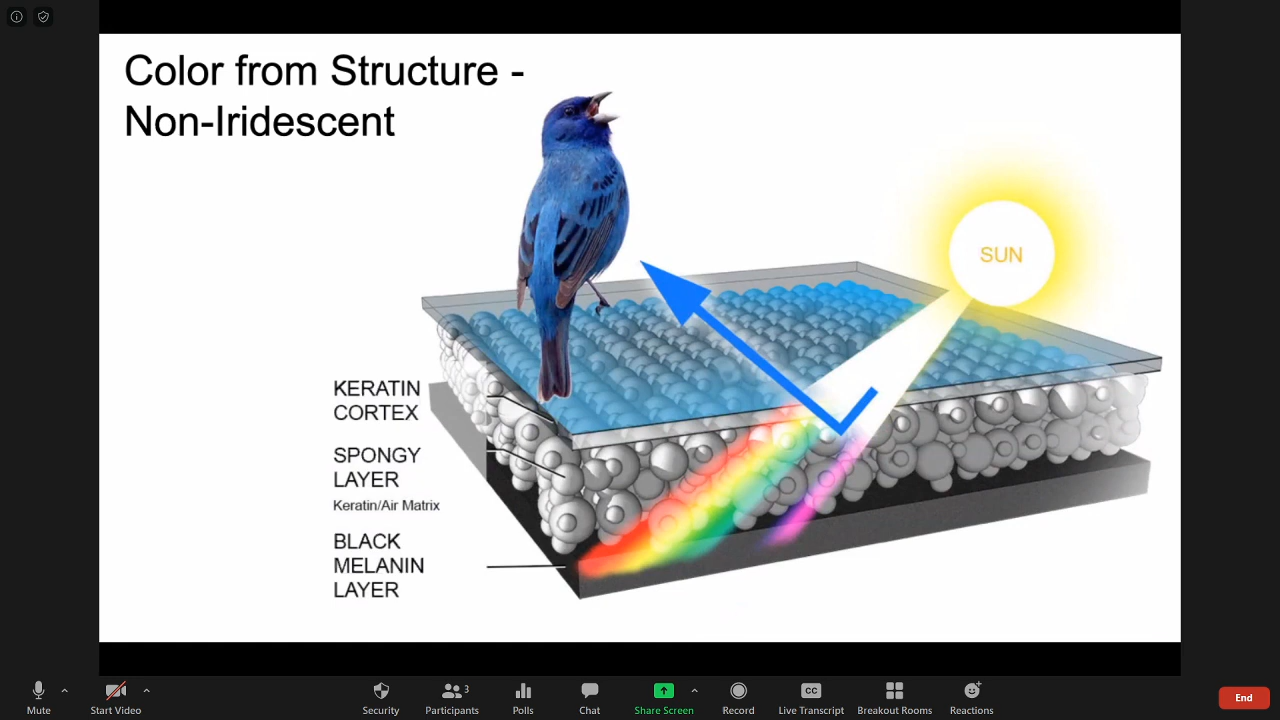 Color from Structure -
Non-Iridescent
SUN
KERATIN
CORTEX
SPONGY
LAYER
Keratin/Air Matrix
BLACK
MELANIN
LAYER
Mute
Start Video
Security
3
Participants
Polls
Chat
Share Screen
Record
CC
Live Transcript
Breakout Rooms
Reactions
End